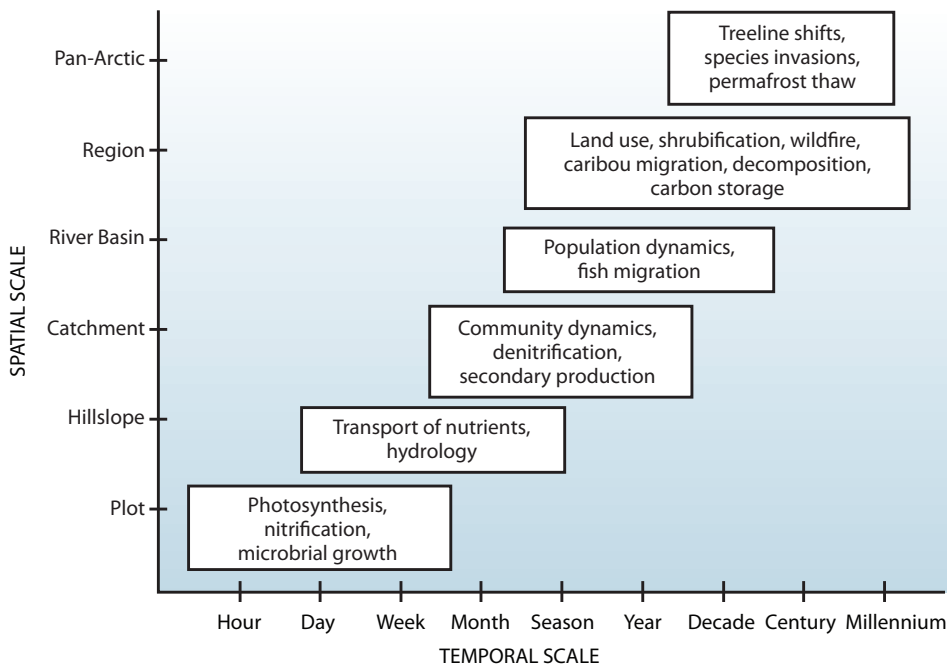 Pan-Arctic
Treeline shifts,
species invasions,
permafrost thaw
Region
Land use, shrubification, wildfire,
caribou migration, decomposition,
carbon storage
River Basin
Population dynamics,
fish migration
SPATIAL SCALE
Catchment
Community dynamics,
denitrification,
secondary production
Hillslope
Transport of nutrients,
hydrology
Plot
Photosynthesis,
nitrification,
microbrial growth
Hour Day Week Month Season Year Decade Century Millennium
TEMPORAL SCALE